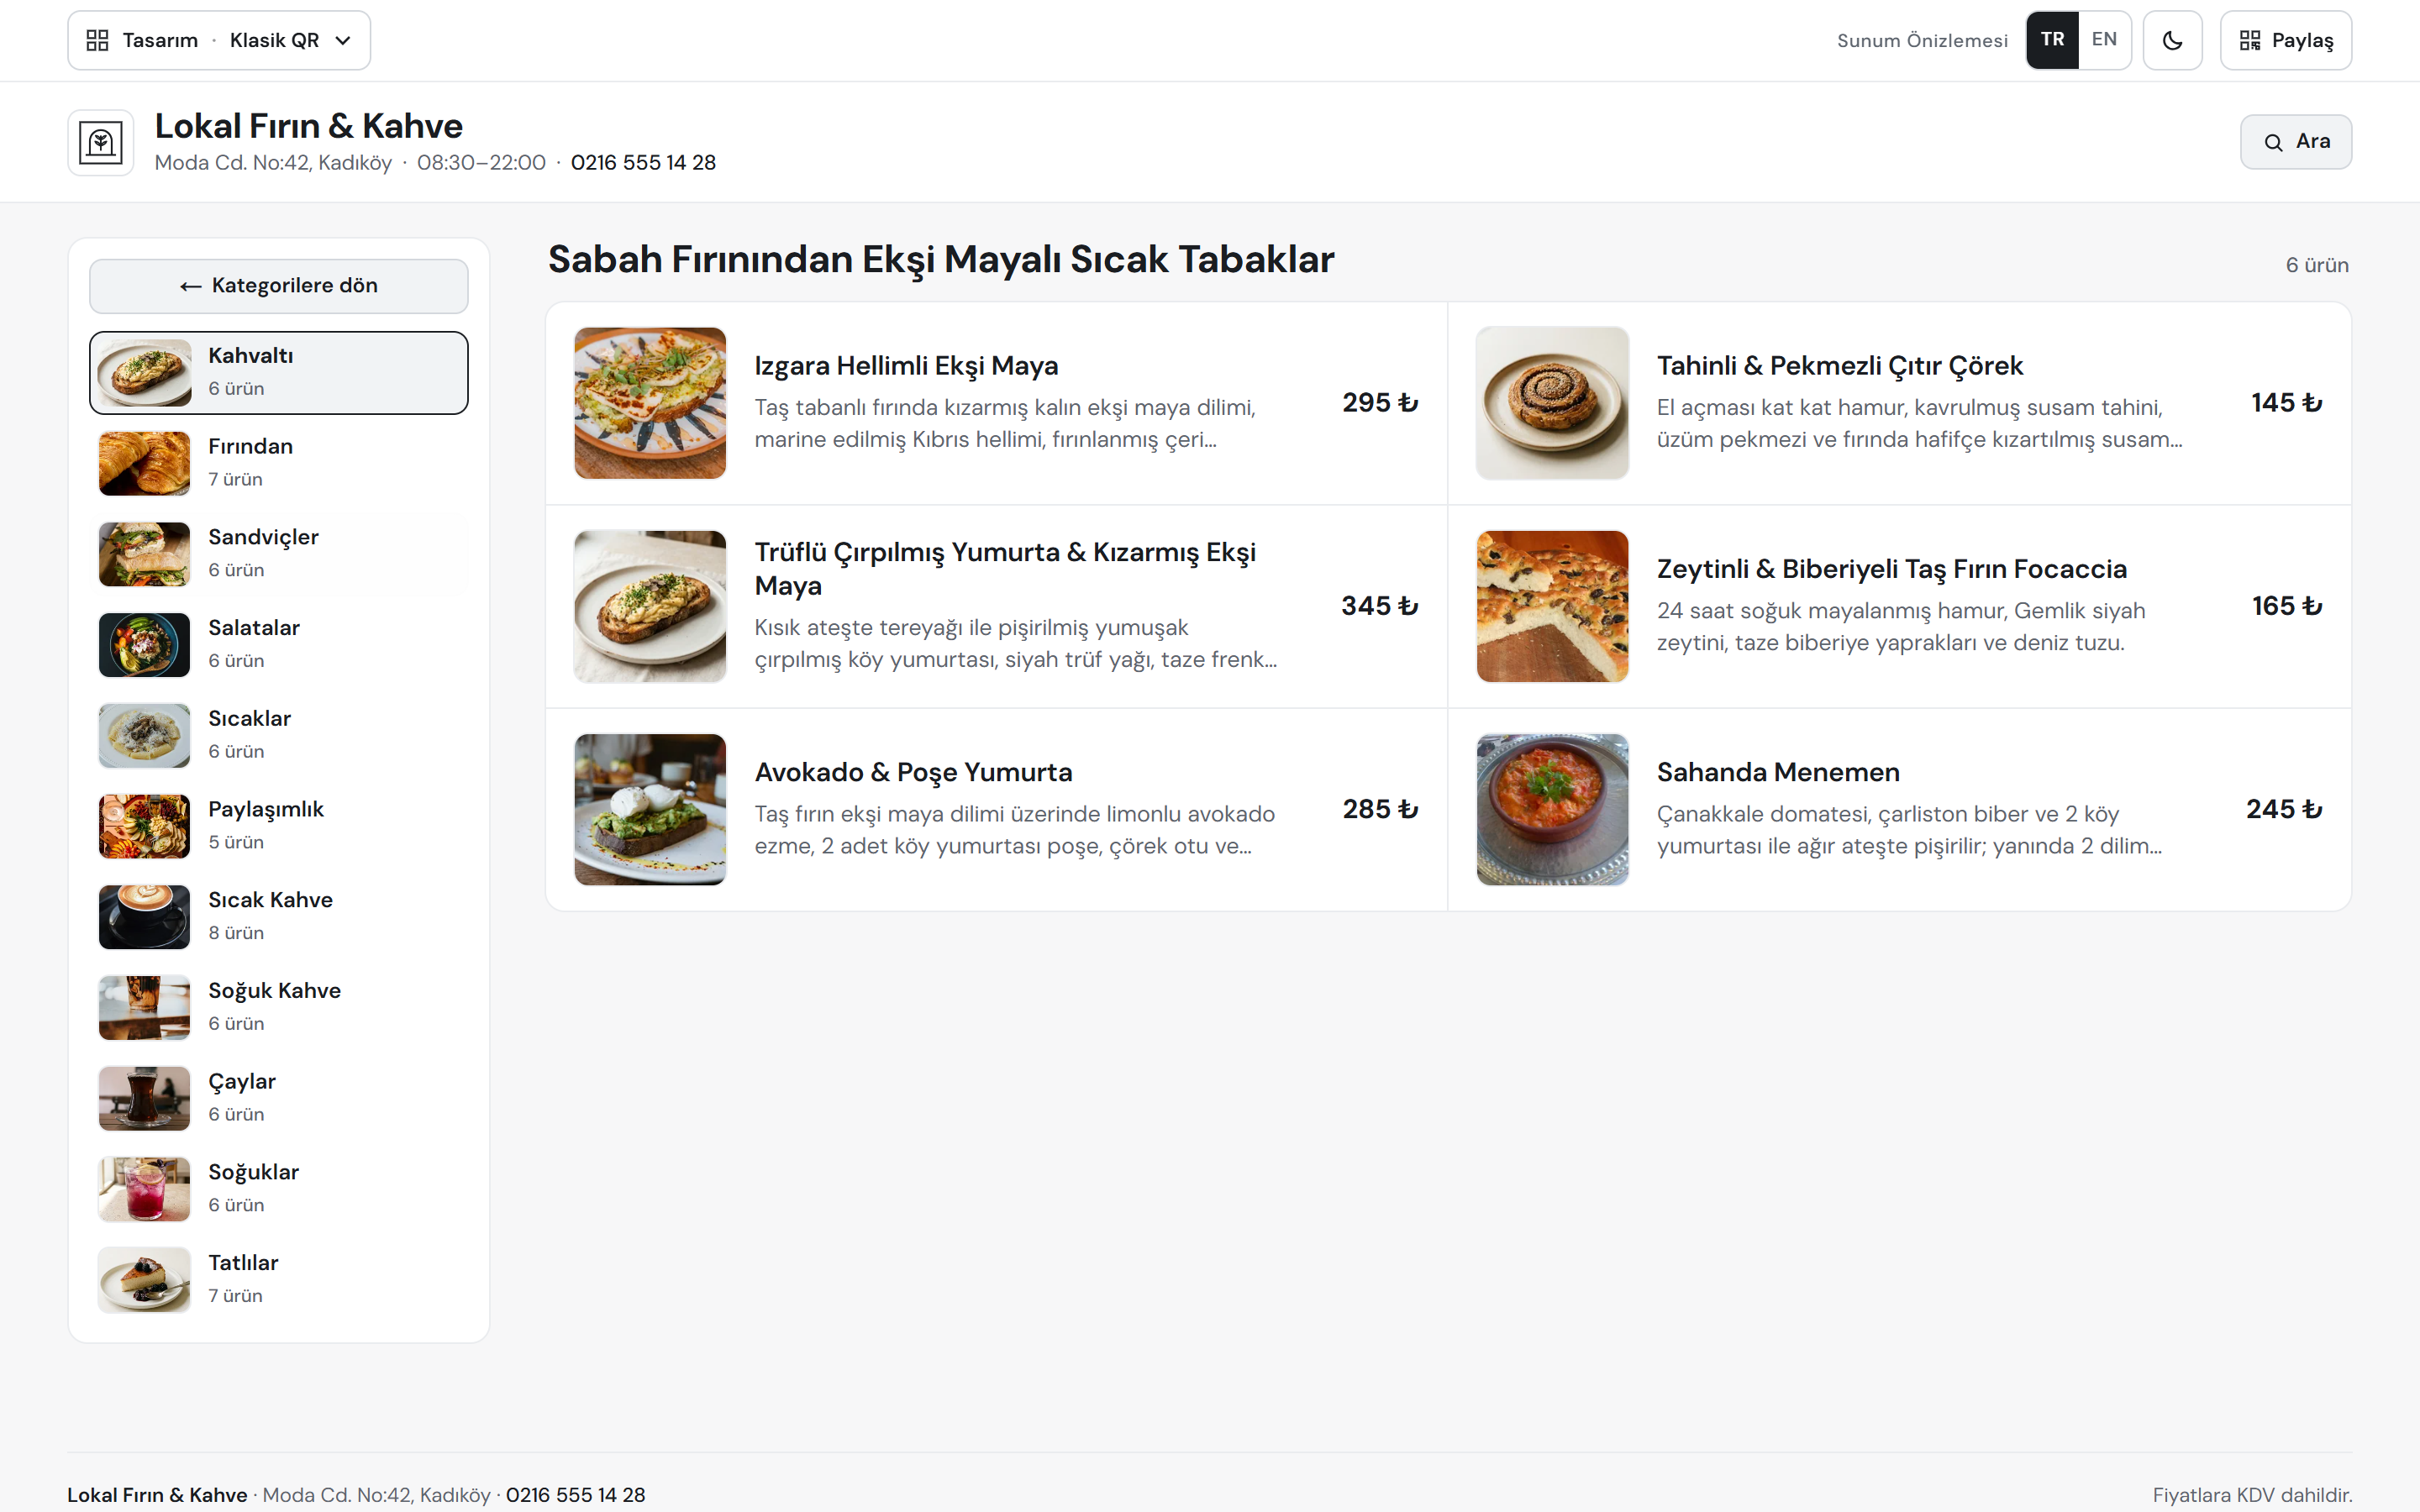 Tasarım · Klasik QR
Sunum Önizlemesi
TR EN
Paylaş
Lokal Fırın & Kahve
Moda Cd. No:42, Kadıköy · 08:30–22:00 · 0216 555 14 28
Ara
← Kategorilere dön
Kahvaltı
6 ürün
Fırından
7 ürün
Sandviçler
6 ürün
Salatalar
6 ürün
Sıcaklar
6 ürün
Paylaşımlık
5 ürün
Sıcak Kahve
8 ürün
Soğuk Kahve
6 ürün
Çaylar
6 ürün
Soğuklar
6 ürün
Tatlılar
7 ürün
Sabah Fırınından Ekşi Mayalı Sıcak Tabaklar
6 ürün
Izgara Hellimli Ekşi Maya
Taş tabanlı fırında kızarmış kalın ekşi maya dilimi,
marine edilmiş Kıbrıs hellimi, fırınlanmış çeri...
295 ₺
Tahinli & Pekmezli Çıtır Çörek
El açması kat kat hamur, kavrulmuş susam tahini,
üzüm pekmezi ve fırında hafifçe kızartılmış susam...
145 ₺
Trüflü Çırpılmış Yumurta & Kızarmış Ekşi
Maya
Kısık ateşte tereyağı ile pişirilmiş yumuşak
çırpılmış köy yumurtası, siyah trüf yağı, taze frenk...
345 ₺
Zeytinli & Biberiyeli Taş Fırın Focaccia
24 saat soğuk mayalanmış hamur, Gemlik siyah
zeytini, taze biberiye yaprakları ve deniz tuzu.
165 ₺
Avokado & Poşe Yumurta
Taş fırın ekşi maya dilimi üzerinde limonlu avokado
ezme, 2 adet köy yumurtası poşe, çörek otu ve...
285 ₺
Sahanda Menemen
Çanakkale domatesi, çarliston biber ve 2 köy
yumurtası ile ağır ateşte pişirilir; yanında 2 dilim...
245 ₺
Lokal Fırın & Kahve · Moda Cd. No:42, Kadıköy · 0216 555 14 28
Fiyatlara KDV dahildir.